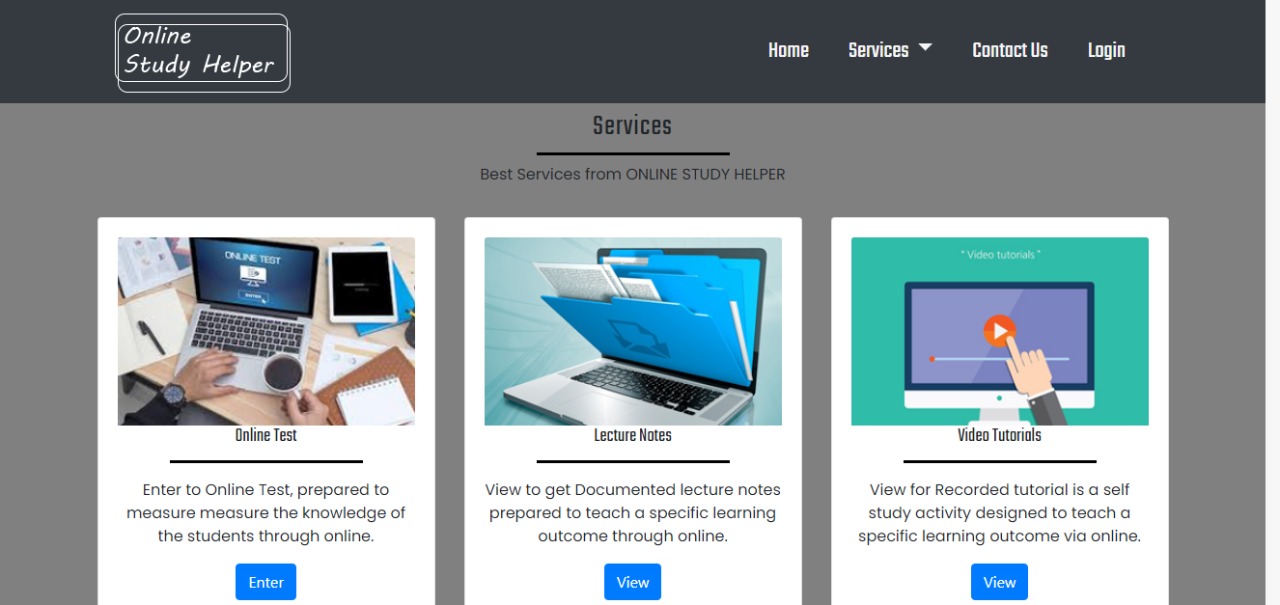 Online
Study Helper
Home
Services
Contact Us
Login
Services
Best Services from ONLINE STUDY HELPER
ONLINE TEST
ENTER
" Video tutorials "
Online Test
Lecture Notes
Video Tutorials
Enter to Online Test, prepared to
measure measure the knowledge of
the students through online.
View to get Documented lecture notes
prepared to teach a specific learning
outcome through online.
View for Recorded tutorial is a self
study activity designed to teach a
specific learning outcome via online.
Enter
View
View